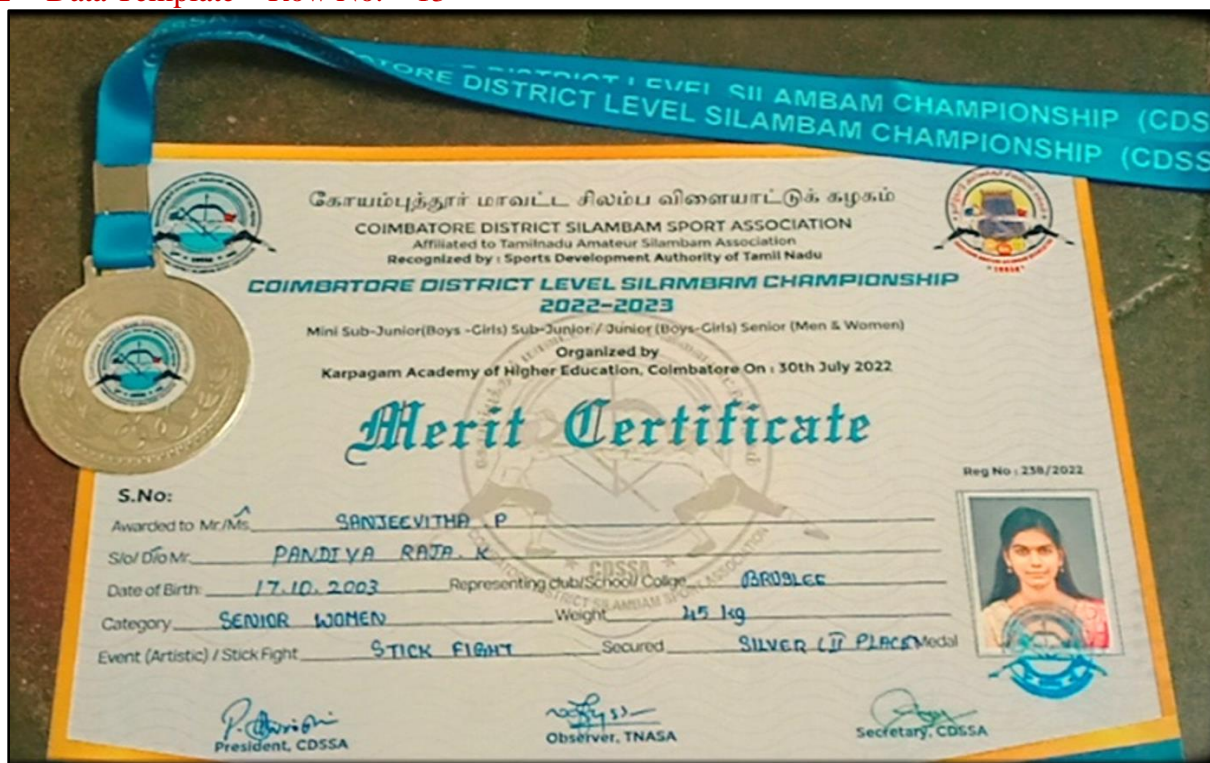 Data Template – Row No. – 13
DISTRICT LEVEL SILAMBAM CHAMPIONSHIP (CDS
DISTRICT LEVEL SILAMBAM CHAMPIONSHIP (CDSS
கோயம்புத்தூர் மாவட்ட சிலம்ப விளையாட்டுக் கழகம்
COIMBATORE DISTRICT SILAMBAM SPORT ASSOCIATION
Affiliated to Tamilnadu Amateur Silambam Association
Recognized by : Sports Development Authority of Tamil Nadu
COIMBATORE DISTRICT LEVEL SILAMBAM CHAMPIONSHIP
2022-2023
Mini Sub-Junior(Boys -Girls) Sub-Junior / Junior (Boys-Girls) Senior (Men & Women)
Organized by
Karpagam Academy of Higher Education, Coimbatore On : 30th July 2022
Merit Certificate
Reg No : 238/2022
S.No:
Awarded to Mr/Ms. SANJEEVITHA P
S/o/ D/o Mr. PANDIYA RAJA. K
Date of Birth: 17.10.2003 Representing club/School/ Collge BRUSLEE
Category SENIOR WOMEN Weight 45 kg
Event (Artistic) / Stick Fight STICK FIGHT Secured SILVER (II PLACE Medal
CDSSA
President, CDSSA
Observer, TNASA
Secretary, CDSSA